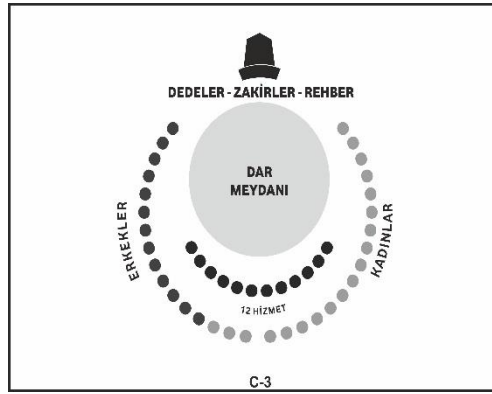 DEDELER - ZAKİRLER - REHBER
DAR
MEYDANI
ERKEKLER
KADINLAR
12 HİZMET
C-3